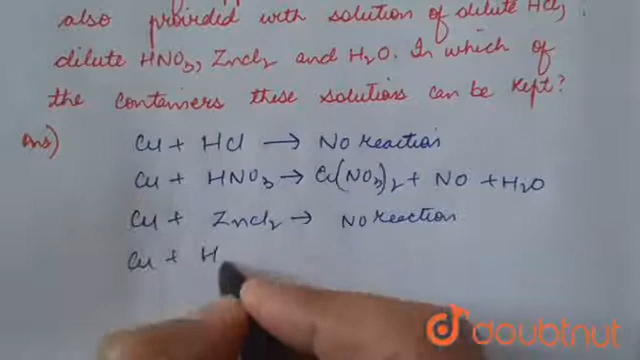 also proirded with solution of dilute HCl,
dilute HNO3, ZnCl2 and H2O. In which of
the containers these solutions can be kept?
ans) Cu + HCl → No reaction
Cu + HNO3 → Cu(NO3)2 + NO + H2O
Cu + ZnCl2 → No reaction
Cu + H
doubtnut